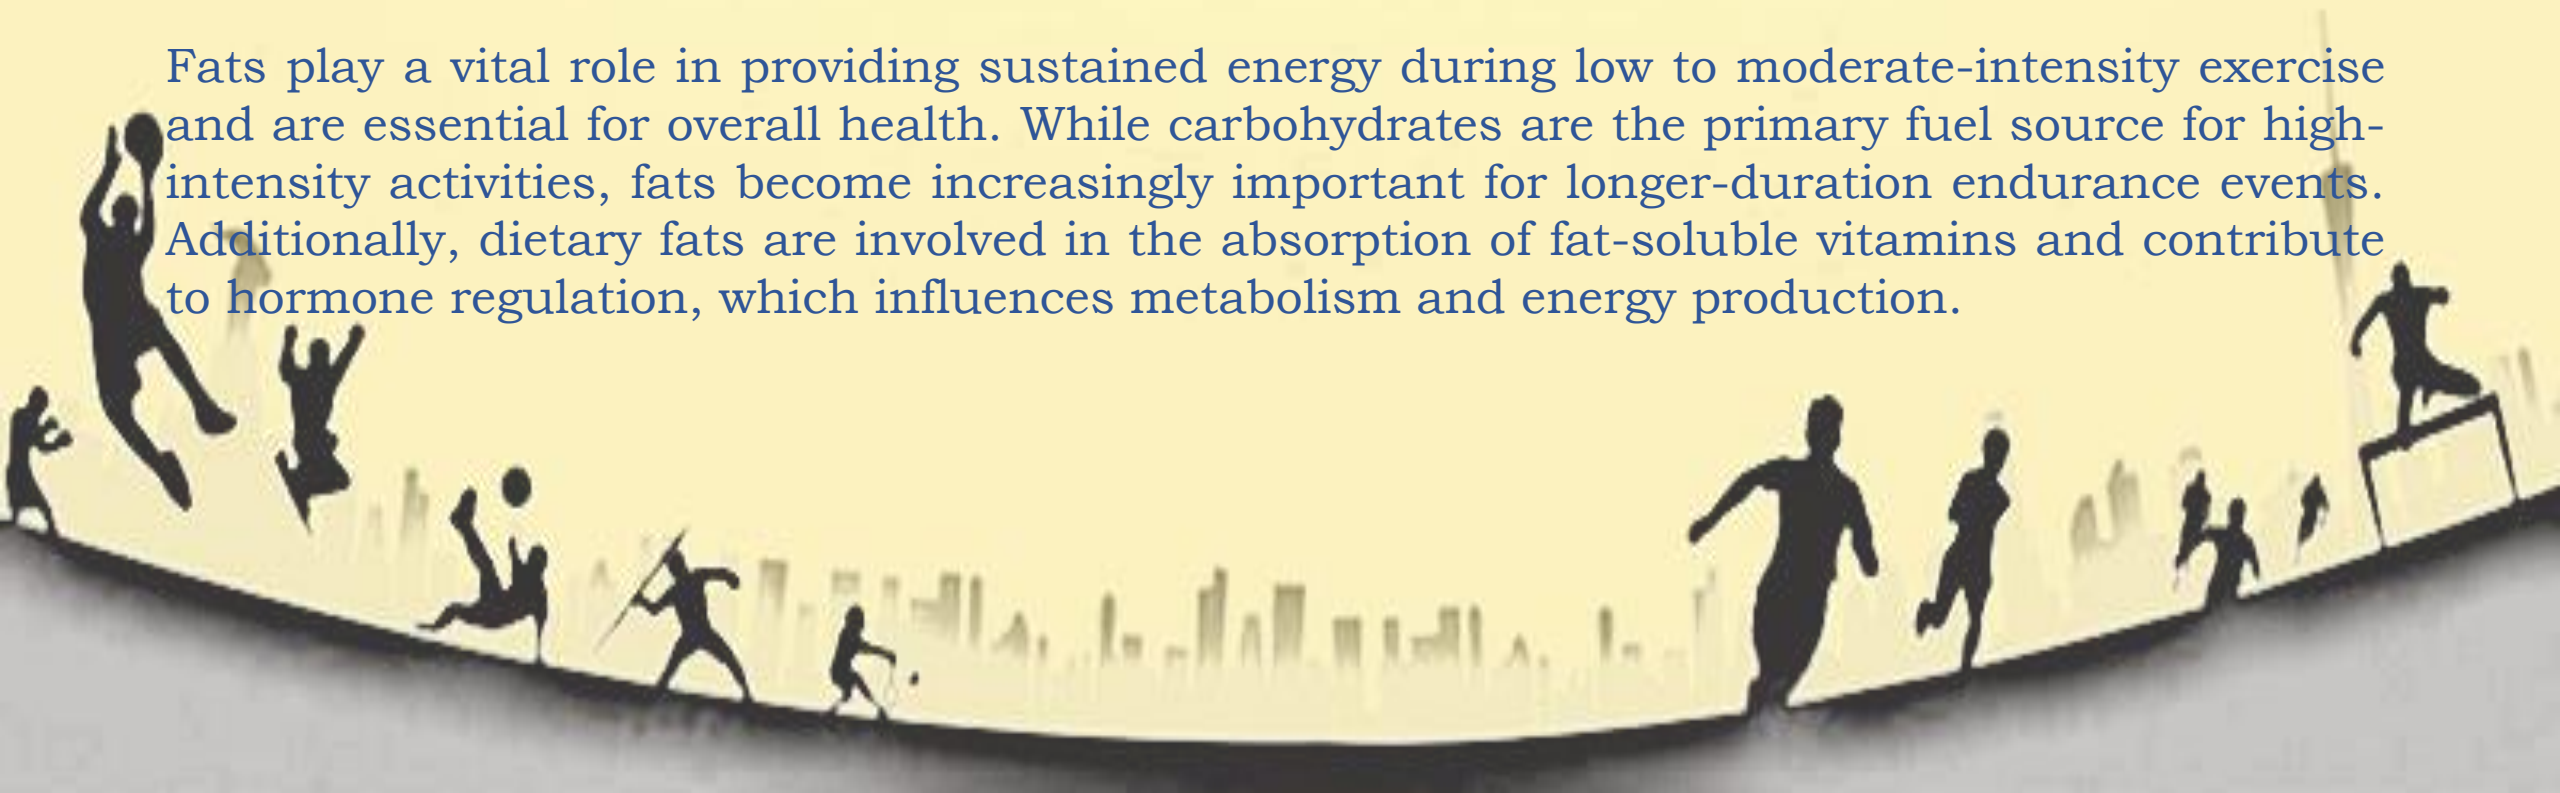 Fats play a vital role in providing sustained energy during low to moderate-intensity exercise
and are essential for overall health. While carbohydrates are the primary fuel source for high-
intensity activities, fats become increasingly important for longer-duration endurance events.
Additionally, dietary fats are involved in the absorption of fat-soluble vitamins and contribute
to hormone regulation, which influences metabolism and energy production.